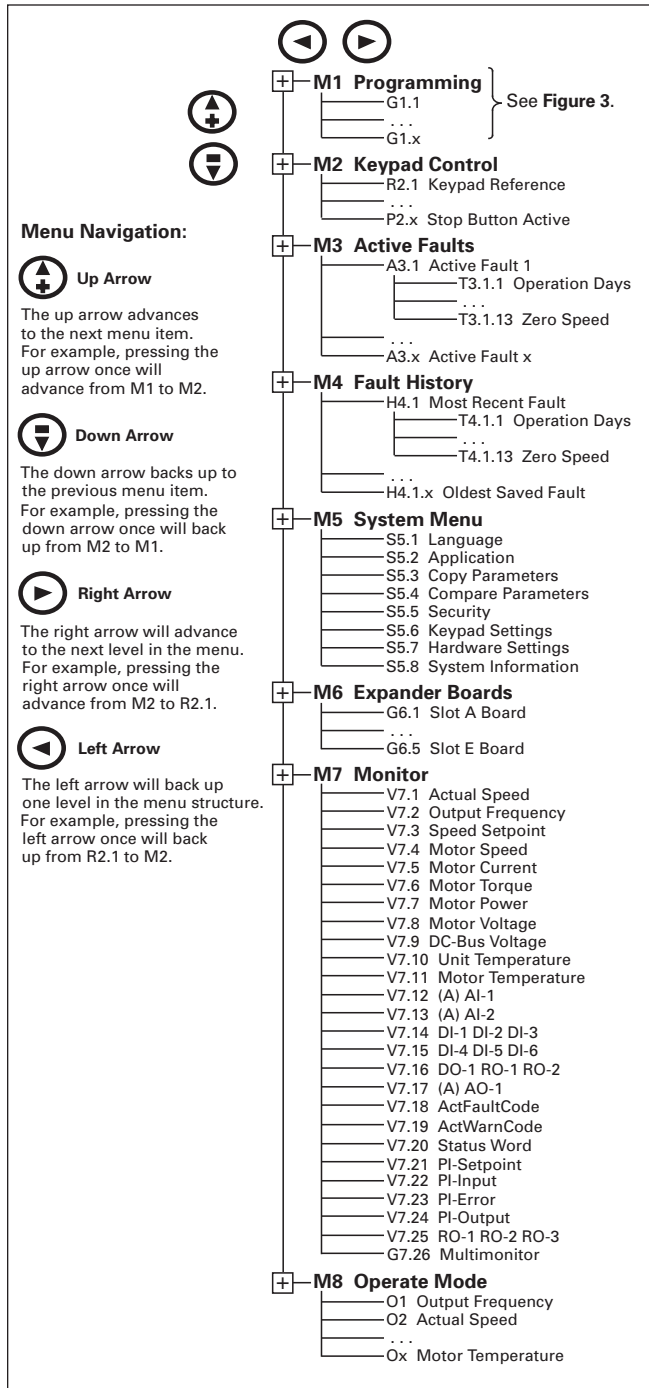 M1 Programming
G1.1
. . .
G1.x
See Figure 3.
M2 Keypad Control
R2.1 Keypad Reference
. . .
P2.x Stop Button Active
M3 Active Faults
A3.1 Active Fault 1
T3.1.1 Operation Days
. . .
T3.1.13 Zero Speed
. . .
A3.x Active Fault x
M4 Fault History
H4.1 Most Recent Fault
T4.1.1 Operation Days
. . .
T4.1.13 Zero Speed
. . .
H4.1.x Oldest Saved Fault
M5 System Menu
S5.1 Language
S5.2 Application
S5.3 Copy Parameters
S5.4 Compare Parameters
S5.5 Security
S5.6 Keypad Settings
S5.7 Hardware Settings
S5.8 System Information
M6 Expander Boards
G6.1 Slot A Board
. . .
G6.5 Slot E Board
M7 Monitor
V7.1 Actual Speed
V7.2 Output Frequency
V7.3 Speed Setpoint
V7.4 Motor Speed
V7.5 Motor Current
V7.6 Motor Torque
V7.7 Motor Power
V7.8 Motor Voltage
V7.9 DC-Bus Voltage
V7.10 Unit Temperature
V7.11 Motor Temperature
V7.12 (A) AI-1
V7.13 (A) AI-2
V7.14 DI-1 DI-2 DI-3
V7.15 DI-4 DI-5 DI-6
V7.16 DO-1 RO-1 RO-2
V7.17 (A) AO-1
V7.18 ActFaultCode
V7.19 ActWarnCode
V7.20 Status Word
V7.21 PI-Setpoint
V7.22 PI-Input
V7.23 PI-Error
V7.24 PI-Output
V7.25 RO-1 RO-2 RO-3
G7.26 Multimonitor
M8 Operate Mode
O1 Output Frequency
O2 Actual Speed
. . .
Ox Motor Temperature
Menu Navigation:
Up Arrow
The up arrow advances
to the next menu item.
For example, pressing the
up arrow once will
advance from M1 to M2.
Down Arrow
The down arrow backs up to
the previous menu item.
For example, pressing the
down arrow once will back
up from M2 to M1.
Right Arrow
The right arrow will advance
to the next level in the menu.
For example, pressing the
right arrow once will
advance from M2 to R2.1.
Left Arrow
The left arrow will back up
one level in the menu structure.
For example, pressing the
left arrow once will back
up from R2.1 to M2.